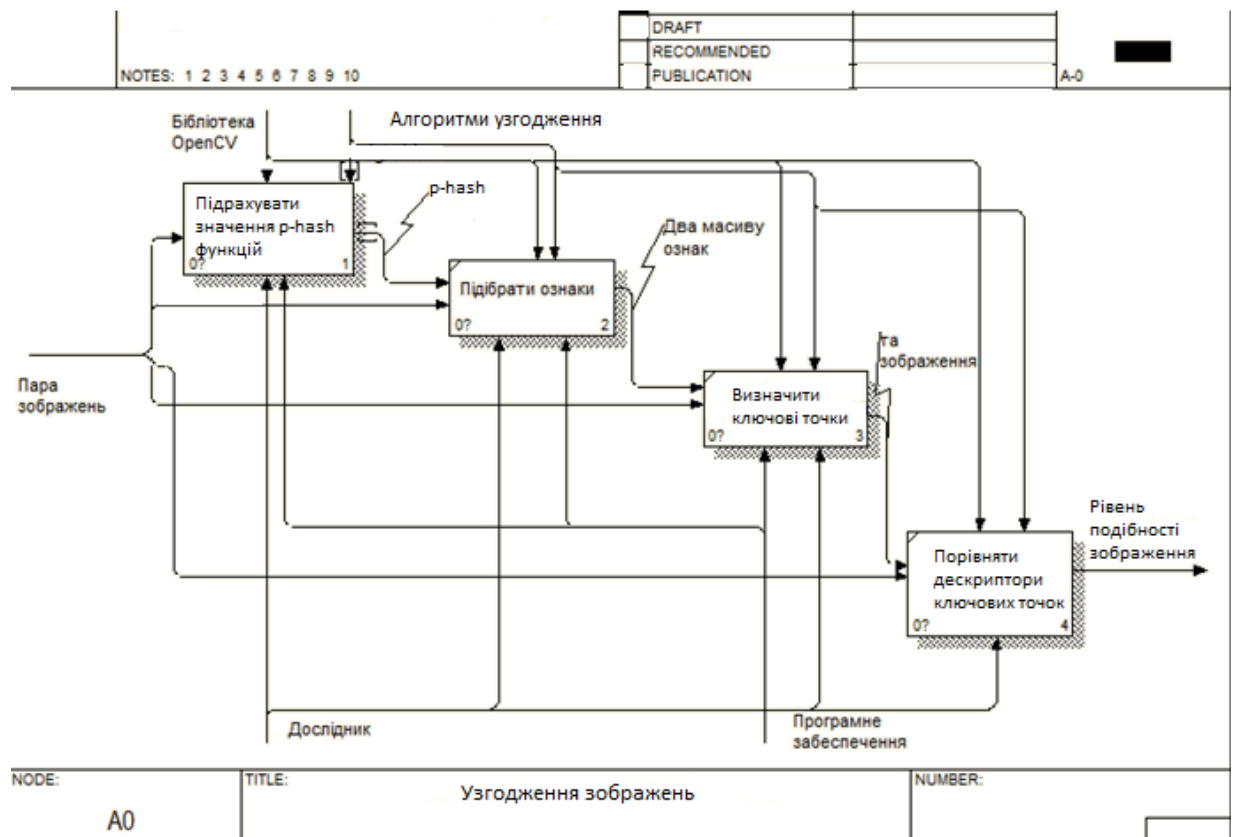 DRAFT
RECOMMENDED
PUBLICATION
NOTES: 1 2 3 4 5 6 7 8 9 10
A-0
Бібліотека
OpenCV
Алгоритми узгодження
Підрахувати
значення p-hash
функцій
0? 1
p-hash
Два масиву
ознак
Підібрати ознаки
0? 2
Пара
зображень
та
зображення
Визначити
ключові точки
0? 3
Рівень
подібності
зображення
Порівняти
дескриптори
ключових точок
0? 4
Дослідник
Програмне
забеспечення
NODE:
A0
TITLE:
Узгодження зображень
NUMBER: